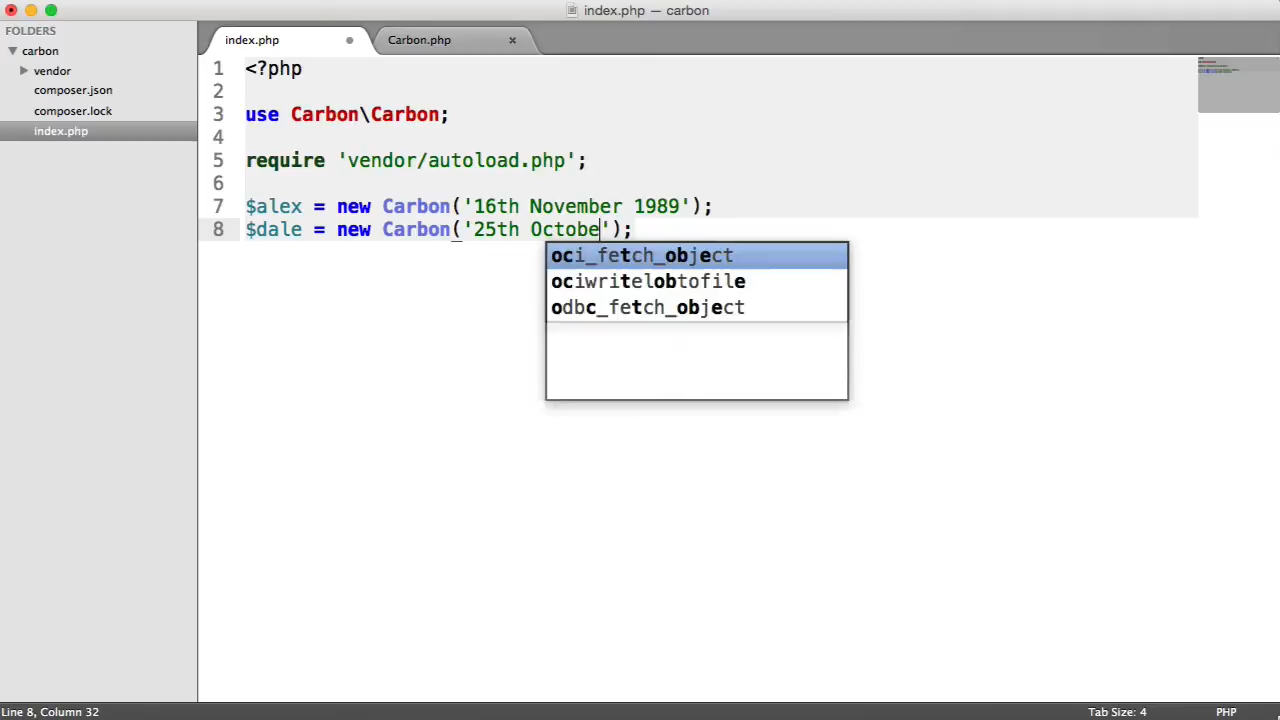 index.php — carbon
FOLDERS
carbon
vendor
composer.json
composer.lock
index.php
index.php
Carbon.php
1 <?php
2
3 use Carbon\Carbon;
4
5 require 'vendor/autoload.php';
6
7 $alex = new Carbon('16th November 1989');
8 $dale = new Carbon('25th Octobe');
oci_fetch_object
ociwritelobtofile
odbc_fetch_object
Line 8, Column 32
Tab Size: 4
PHP